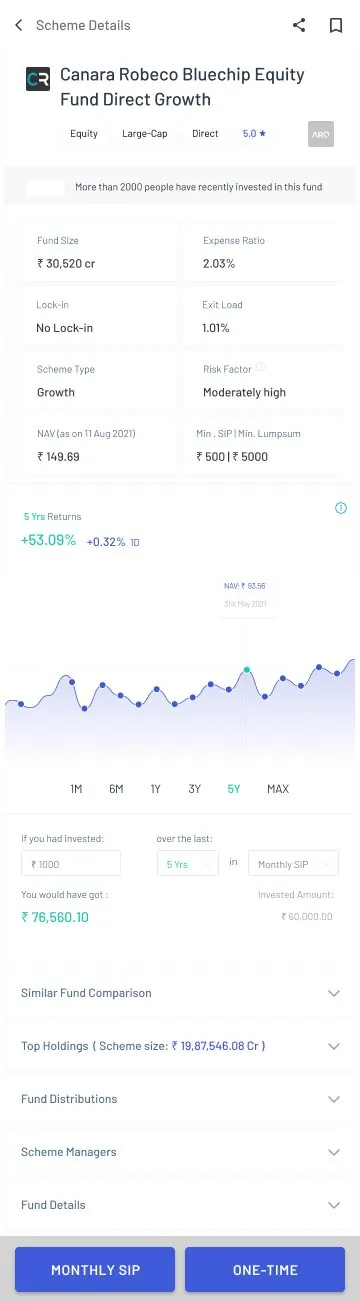 Scheme Details
CR
Canara Robeco Bluechip Equity
Fund Direct Growth
Equity Large-Cap Direct 5.0 ★
ARQ
More than 2000 people have recently invested in this fund
Fund Size Expense Ratio
₹ 30,520 cr 2.03%
Lock-in Exit Load
No Lock-in 1.01%
Scheme Type Risk Factor
Growth Moderately high
NAV (as on 11 Aug 2021) Min . SIP | Min. Lumpsum
₹ 149.69 ₹ 500 | ₹ 5000
5 Yrs Returns
+53.09% +0.32% 1D
NAV: ₹ 93.56
31st May 2021
1M 6M 1Y 3Y 5Y MAX
If you had invested: over the last:
₹ 1000 5 Yrs in Monthly SIP
You would have got : Invested Amount:
₹ 76,560.10 ₹ 60,000.00
Similar Fund Comparison
Top Holdings ( Scheme size: ₹ 19,87,546.08 Cr )
Fund Distributions
Scheme Managers
Fund Details
MONTHLY SIP ONE-TIME